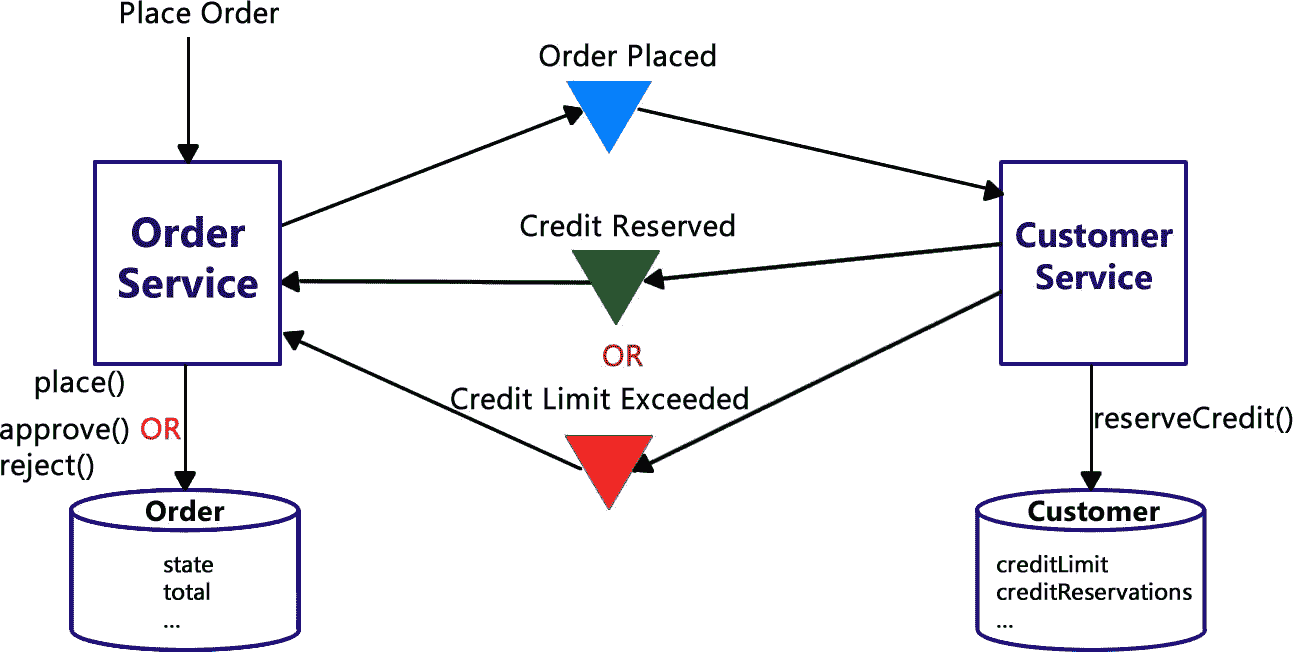 Place Order
Order Placed
Order
Service
Credit Reserved
Customer
Service
OR
Credit Limit Exceeded
place()
approve() OR
reject()
reserveCredit()
Order
state
total
...
Customer
creditLimit
creditReservations
...